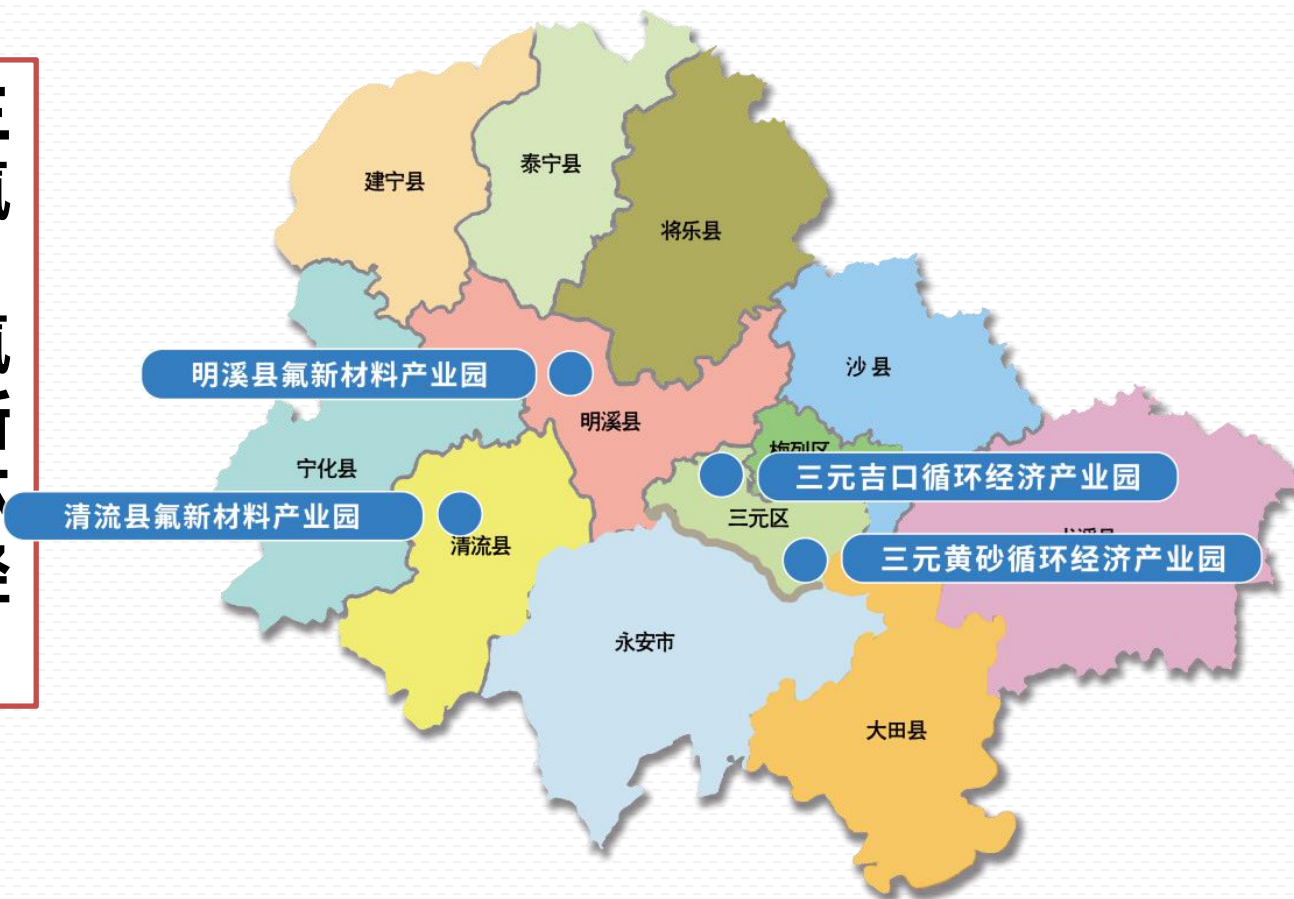 建宁县
泰宁县
将乐县
明溪县氟新材料产业园
沙县
明溪县
宁化县
三元吉口循环经济产业园
清流县氟新材料产业园
三元区
清流县
三元黄砂循环经济产业园
永安市
大田县